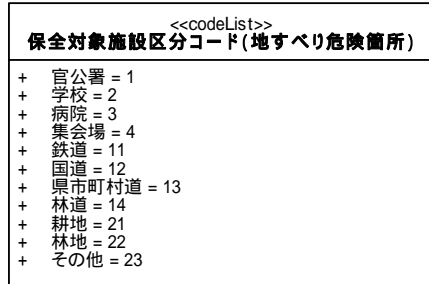 <<codeList>>
保全対象施設区分コード(地すべり危険箇所)
+ 官公署 = 1
+ 学校 = 2
+ 病院 = 3
+ 集会場 = 4
+ 鉄道 = 11
+ 国道 = 12
+ 県市町村道 = 13
+ 林道 = 14
+ 耕地 = 21
+ 林地 = 22
+ その他 = 23